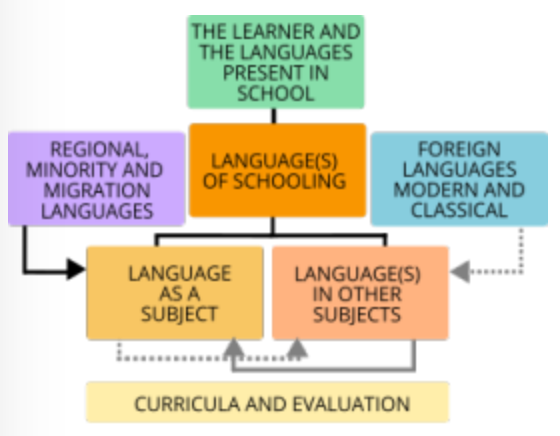 THE LEARNER AND
THE LANGUAGES
PRESENT IN
SCHOOL
REGIONAL,
MINORITY AND
MIGRATION
LANGUAGES
LANGUAGE(S)
OF SCHOOLING
FOREIGN
LANGUAGES
MODERN AND
CLASSICAL
LANGUAGE
AS A
SUBJECT
LANGUAGE(S)
IN OTHER
SUBJECTS
CURRICULA AND EVALUATION